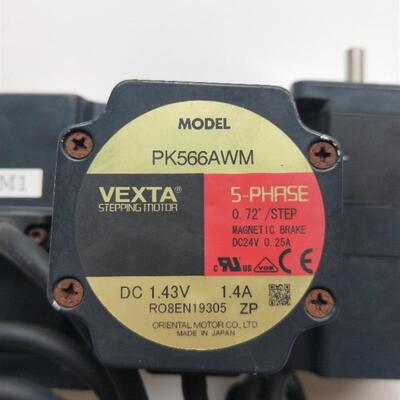 MODEL
PK566AWM
VEXTA®
STEPPING MOTOR
5-PHASE
0.72°/STEP
MAGNETIC BRAKE
DC24V 0.25A
DC 1.43V 1.4A
RO8EN19305 ZP
ORIENTAL MOTOR CO., LTD.
MADE IN JAPAN
M1